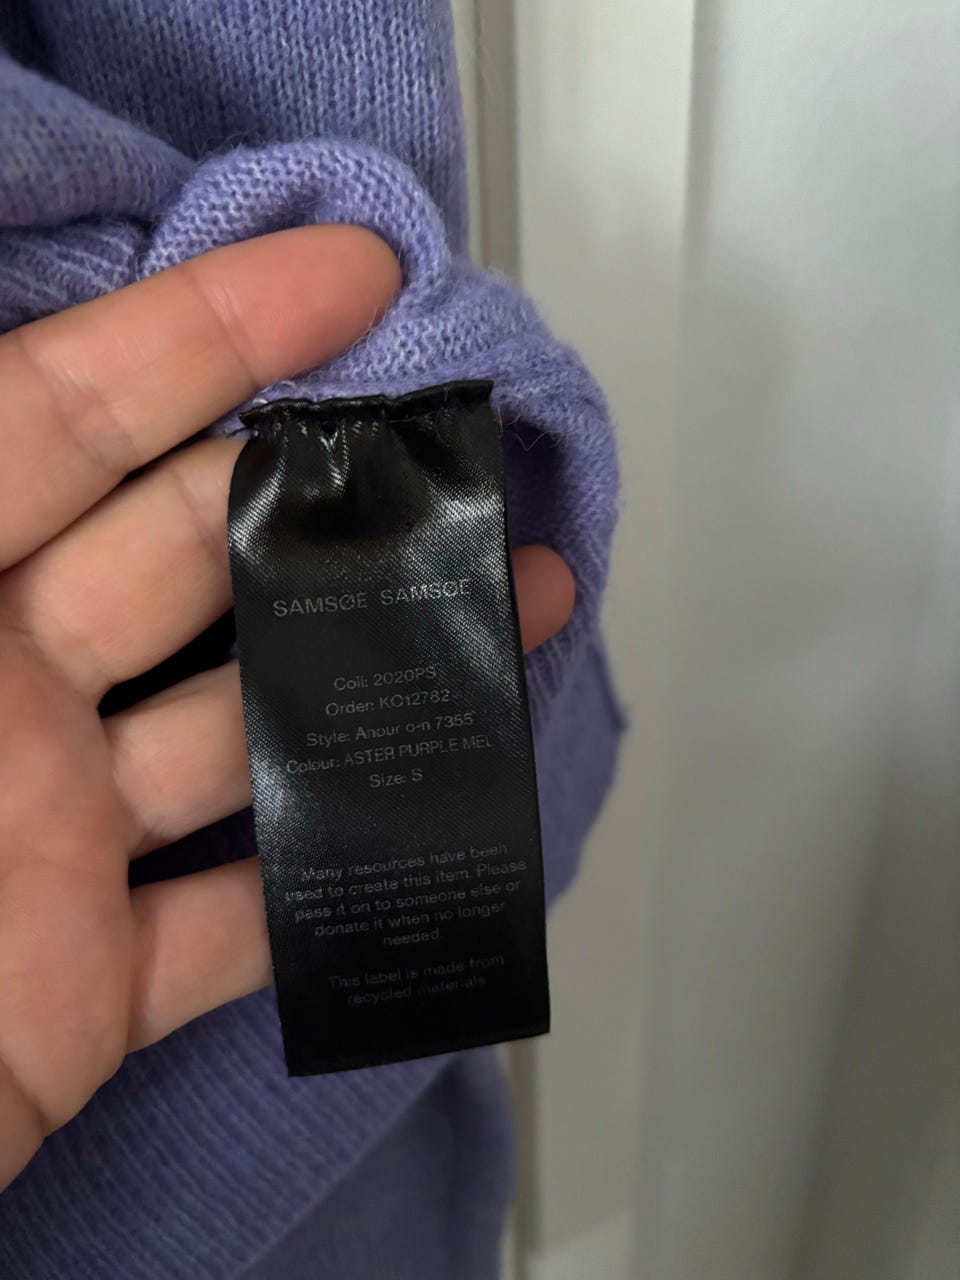 SAMSØE SAMSØE
Coll: 2020PS
Order: KO12782
Style: Anour o-n 7355
Colour: ASTER PURPLE MEL
Size: S
Many resources have been
used to create this item. Please
pass it on to someone else or
donate it when no longer
needed.
This label is made from
recycled materials